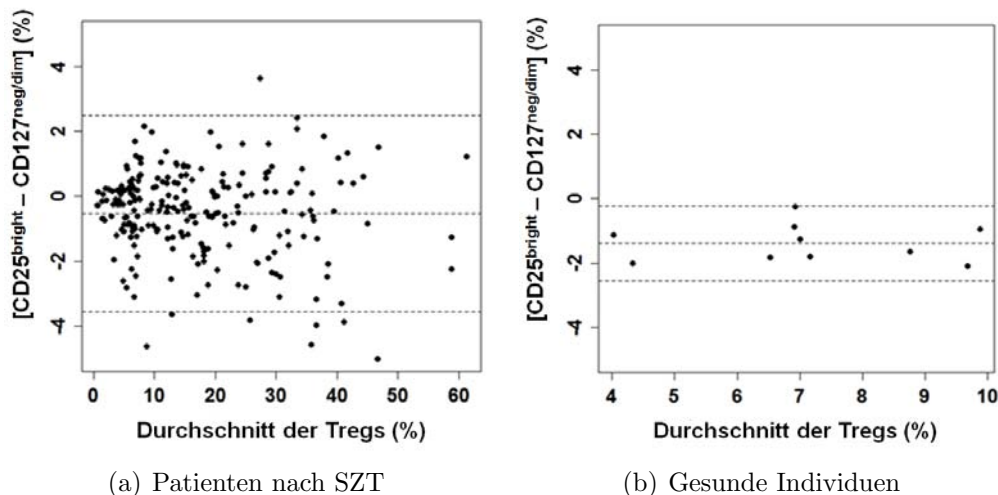 [CD25bright – CD127neg/dim] (%)
4
2
0
-2
-4
0 10 20 30 40 50 60
Durchschnitt der Tregs (%)
(a) Patienten nach SZT
[CD25bright – CD127neg/dim] (%)
4
2
0
-2
-4
4 5 6 7 8 9 10
Durchschnitt der Tregs (%)
(b) Gesunde Individuen